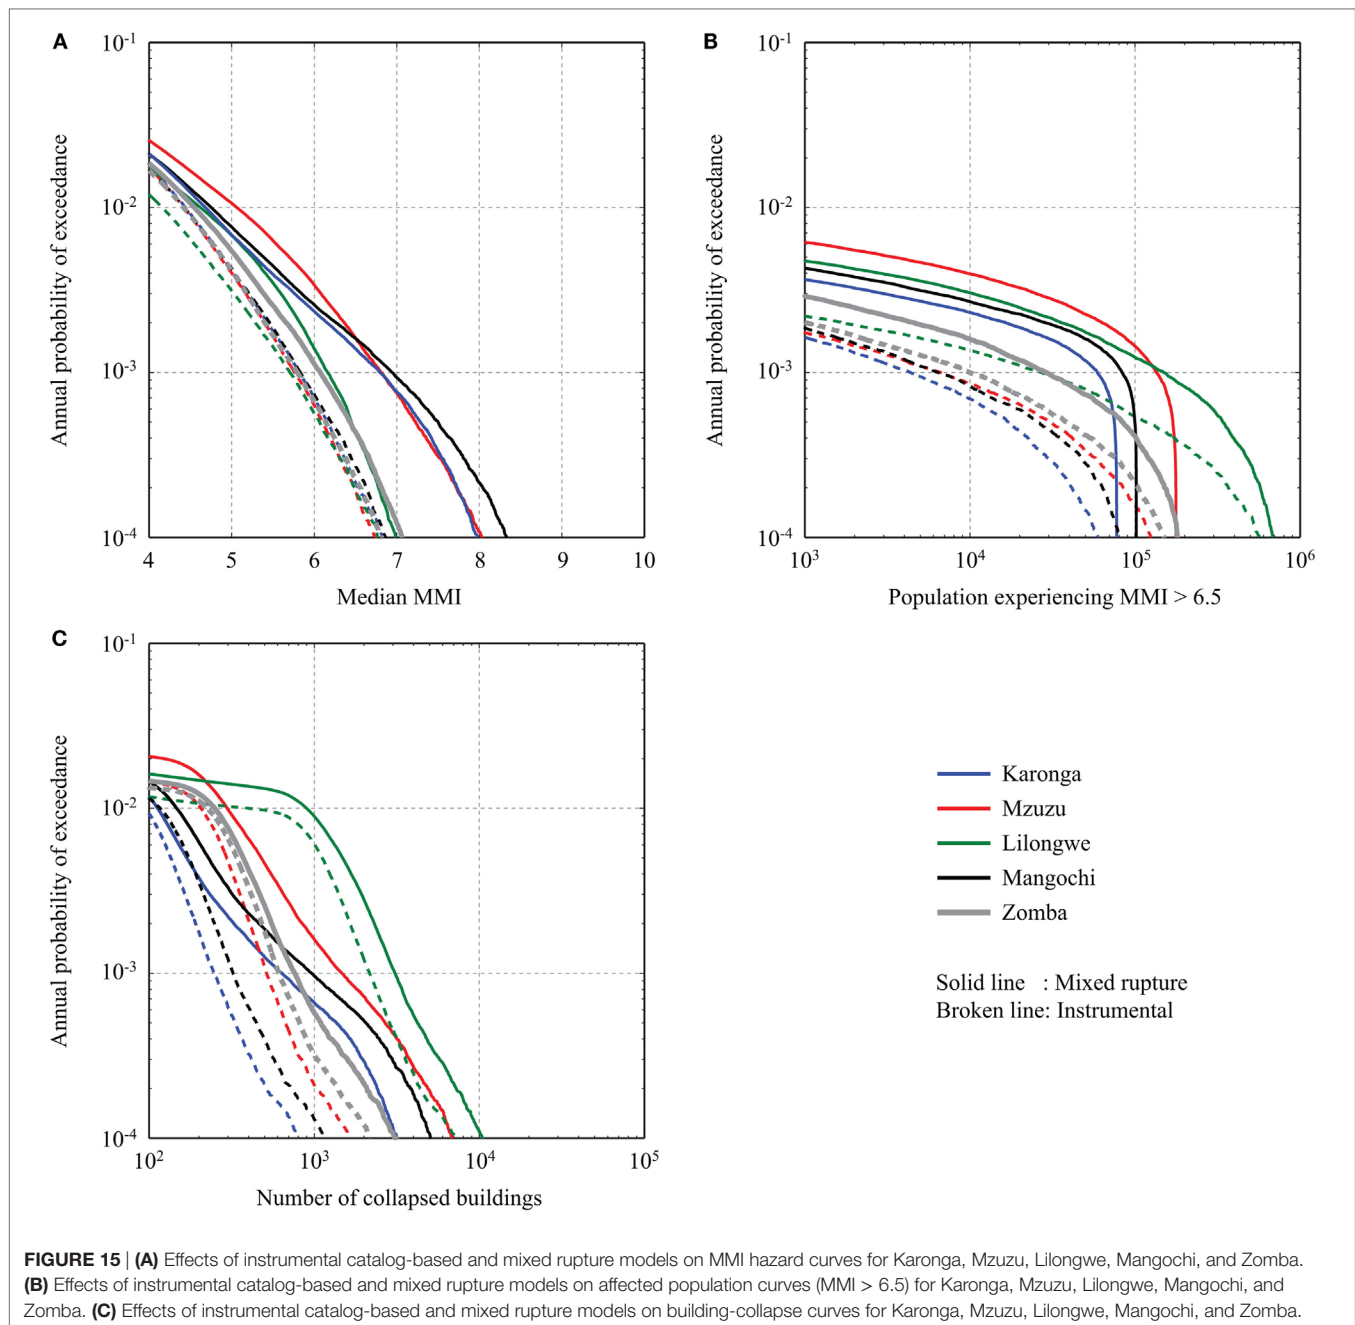 A
10-1
10-2
10-3
10-4
4 5 6 7 8 9 10
Median MMI
Annual probability of exceedance
B
10-1
10-2
10-3
10-4
103 104 105 106
Population experiencing MMI > 6.5
Annual probability of exceedance
C
10-1
10-2
10-3
10-4
102 103 104 105
Number of collapsed buildings
Annual probability of exceedance
Karonga
Mzuzu
Lilongwe
Mangochi
Zomba
Solid line : Mixed rupture
Broken line: Instrumental
FIGURE 15 | (A) Effects of instrumental catalog-based and mixed rupture models on MMI hazard curves for Karonga, Mzuzu, Lilongwe, Mangochi, and Zomba.
(B) Effects of instrumental catalog-based and mixed rupture models on affected population curves (MMI > 6.5) for Karonga, Mzuzu, Lilongwe, Mangochi, and
Zomba. (C) Effects of instrumental catalog-based and mixed rupture models on building-collapse curves for Karonga, Mzuzu, Lilongwe, Mangochi, and Zomba.